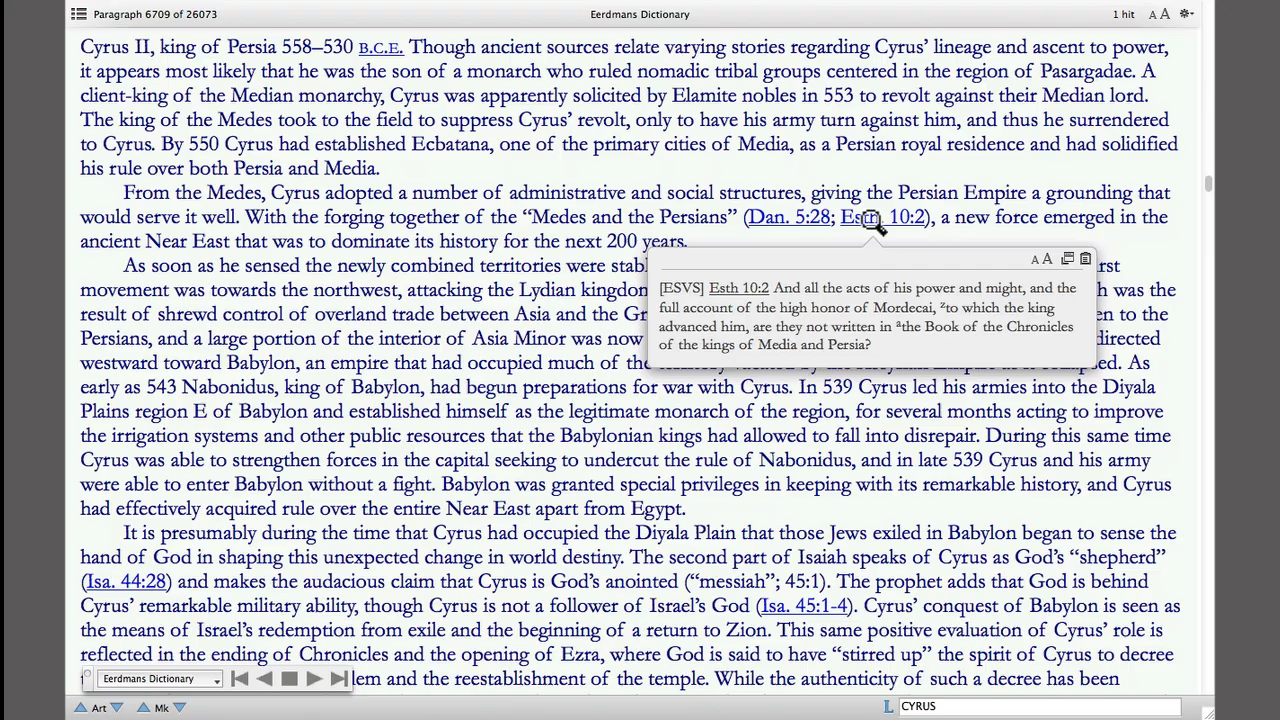 Paragraph 6709 of 26073 Eerdmans Dictionary 1 hit A A
Cyrus II, king of Persia 558–530 B.C.E. Though ancient sources relate varying stories regarding Cyrus’ lineage and ascent to power,
it appears most likely that he was the son of a monarch who ruled nomadic tribal groups centered in the region of Pasargadae. A
client-king of the Median monarchy, Cyrus was apparently solicited by Elamite nobles in 553 to revolt against their Median lord.
The king of the Medes took to the field to suppress Cyrus’ revolt, only to have his army turn against him, and thus he surrendered
to Cyrus. By 550 Cyrus had established Ecbatana, one of the primary cities of Media, as a Persian royal residence and had solidified
his rule over both Persia and Media.
From the Medes, Cyrus adopted a number of administrative and social structures, giving the Persian Empire a grounding that
would serve it well. With the forging together of the “Medes and the Persians” (Dan. 5:28; Esth. 10:2), a new force emerged in the
ancient Near East that was to dominate its history for the next 200 years.
As soon as he sensed the newly combined territories were
movement was towards the northwest, attacking the Lydian was the
result of shrewd control of overland trade between Asia and the to the
Persians, and a large portion of the interior of Asia Minor was now directed
westward toward Babylon, an empire that had occupied much of the collapsed. As
early as 543 Nabonidus, king of Babylon, had begun preparations for war with Cyrus. In 539 Cyrus led his armies into the Diyala
Plains region E of Babylon and established himself as the legitimate monarch of the region, for several months acting to improve
the irrigation systems and other public resources that the Babylonian kings had allowed to fall into disrepair. During this same time
Cyrus was able to strengthen forces in the capital seeking to undercut the rule of Nabonidus, and in late 539 Cyrus and his army
were able to enter Babylon without a fight. Babylon was granted special privileges in keeping with its remarkable history, and Cyrus
had effectively acquired rule over the entire Near East apart from Egypt.
It is presumably during the time that Cyrus had occupied the Diyala Plain that those Jews exiled in Babylon began to sense the
hand of God in shaping this unexpected change in world destiny. The second part of Isaiah speaks of Cyrus as God’s “shepherd”
(Isa. 44:28) and makes the audacious claim that Cyrus is God’s anointed (“messiah”; 45:1). The prophet adds that God is behind
Cyrus’ remarkable military ability, though Cyrus is not a follower of Israel’s God (Isa. 45:1-4). Cyrus’ conquest of Babylon is seen as
the means of Israel’s redemption from exile and the beginning of a return to Zion. This same positive evaluation of Cyrus’ role is
reflected in the ending of Chronicles and the opening of Ezra, where God is said to have “stirred up” the spirit of Cyrus to decree
and the reestablishment of the temple. While the authenticity of such a decree has been
A A
[ESVS] Esth 10:2 And all the acts of his power and might, and the
full account of the high honor of Mordecai, ᶻto which the king
advanced him, are they not written in ᵃthe Book of the Chronicles
of the kings of Media and Persia?
Eerdmans Dictionary
Art Mk L CYRUS